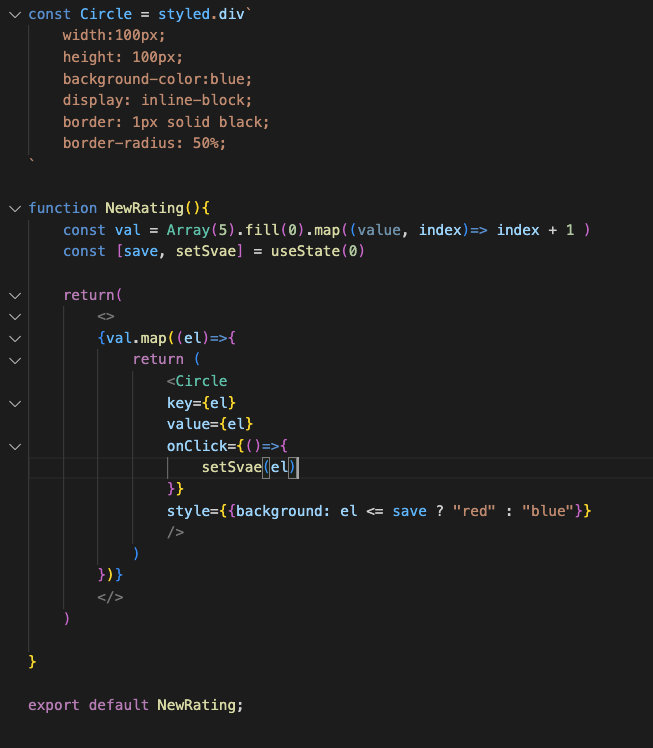 const Circle = styled.div`
    width:100px;
    height: 100px;
    background-color:blue;
    display: inline-block;
    border: 1px solid black;
    border-radius: 50%;
`

function NewRating(){
    const val = Array(5).fill(0).map((value, index)=> index + 1 )
    const [save, setSvae] = useState(0)

    return(
        <>
        {val.map((el)=>{
            return (
                <Circle
                key={el}
                value={el}
                onClick={()=>{
                    setSvae(el)
                }}
                style={{background: el <= save ? "red" : "blue"}}
                />
            )
        })}
        </>
    )

}

export default NewRating;